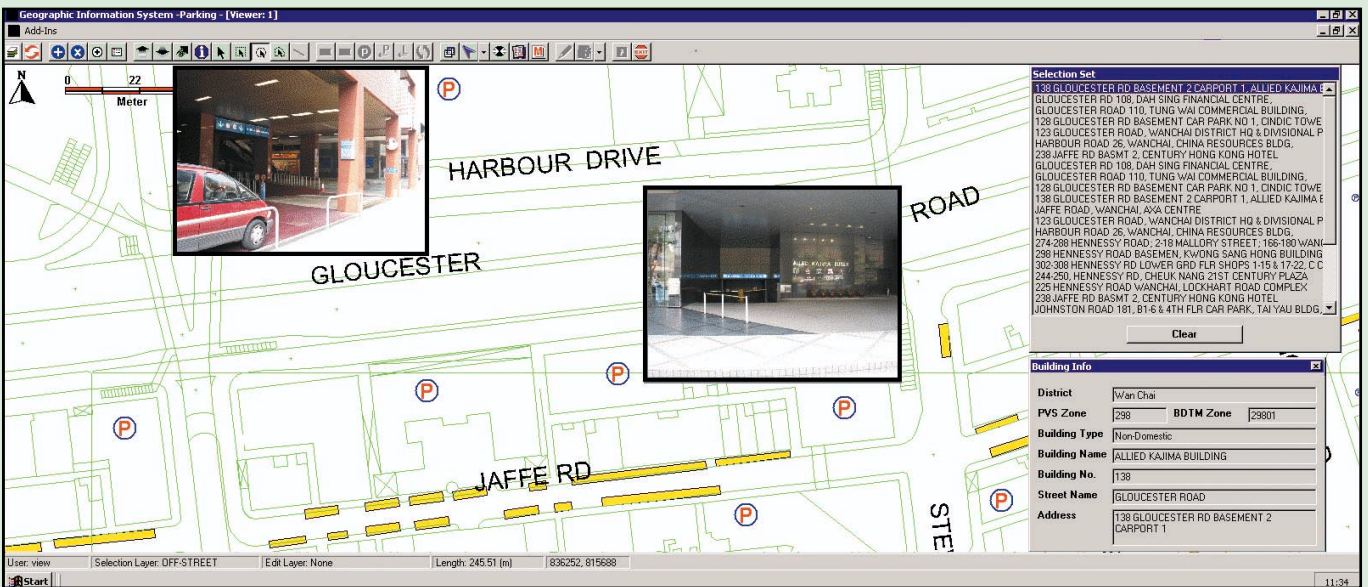 Geographic Information System -Parking - [Viewer: 1]
Add-Ins
N
0 22
Meter
HARBOUR DRIVE
GLOUCESTER
ROAD
JAFFE RD
ALLIED KAJIMA BLDG
P
P
P
P
P
P
P
Selection Set
138 GLOUCESTER RD BASEMENT 2 CARPORT 1, ALLIED KAJIMA B
GLOUCESTER RD 108, DAH SING FINANCIAL CENTRE,
GLOUCESTER ROAD 110, TUNG WAI COMMERCIAL BUILDING,
128 GLOUCESTER RD BASEMENT CAR PARK NO 1, CINDIC TOWE
123 GLOUCESTER ROAD, WANCHAI DISTRICT HQ & DIVISIONAL P
HARBOUR ROAD 26, WANCHAI, CHINA RESOURCES BLDG,
238 JAFFE RD BASMT 2, CENTURY HONG KONG HOTEL
GLOUCESTER RD 108, DAH SING FINANCIAL CENTRE,
GLOUCESTER ROAD 110, TUNG WAI COMMERCIAL BUILDING,
128 GLOUCESTER RD BASEMENT CAR PARK NO 1, CINDIC TOWE
138 GLOUCESTER RD BASEMENT 2 CARPORT 1, ALLIED KAJIMA B
JAFFE ROAD, WANCHAI, AXA CENTRE
123 GLOUCESTER ROAD, WANCHAI DISTRICT HQ & DIVISIONAL P
HARBOUR ROAD 26, WANCHAI, CHINA RESOURCES BLDG,
274-288 HENNESSY ROAD; 2-18 MALLORY STREET; 166-180 WAN
298 HENNESSY ROAD BASEMEN, KWONG SANG HONG BUILDING
302-308 HENNESSY RD LOWER GRD FLR SHOPS 1-15 & 17-22, C C
244-250, HENNESSY RD, CHEUK NANG 21ST CENTURY PLAZA
225 HENNESSY ROAD WANCHAI, LOCKHART ROAD COMPLEX
238 JAFFE RD BASMT 2, CENTURY HONG KONG HOTEL
JOHNSTON ROAD 181, B1-6 & 4TH FLR CAR PARK, TAI YAU BLDG,
Clear
Building Info
District Wan Chai
PVS Zone 298 BDTM Zone 29801
Building Type Non-Domestic
Building Name ALLIED KAJIMA BUILDING
Building No. 138
Street Name GLOUCESTER ROAD
Address 138 GLOUCESTER RD BASEMENT 2
CARPORT 1
User: view Selection Layer: OFF-STREET Edit Layer: None Length: 245.51 (m) 836252, 815688
Start 11:34